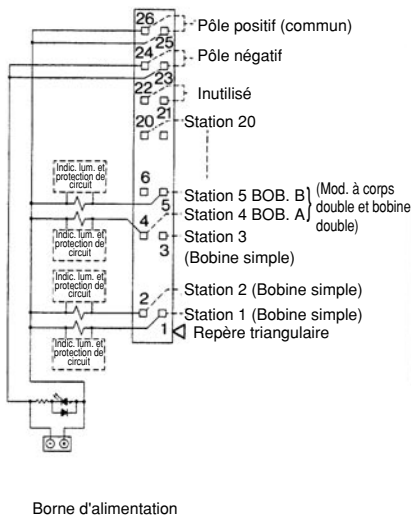 26
Pôle positif (commun)
25
24
Pôle négatif
23
22
Inutilisé
21
20
Station 20
Indic. lum. et
protection de
circuit
6
5
Station 5 BOB. B
(Mod. à corps
double et bobine
double)
Station 4 BOB. A
4
Indic. lum. et
protection de
circuit
Station 3
(Bobine simple)
3
Indic. lum. et
protection de
circuit
2
Station 2 (Bobine simple)
Station 1 (Bobine simple)
1
Repère triangulaire
Indic. lum. et
protection de
circuit
Borne d'alimentation